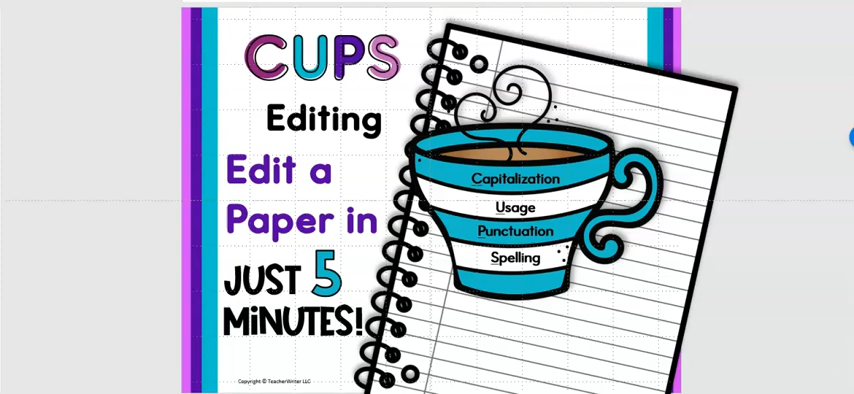 CUPS
Editing
Edit a
Paper in
JUST 5
MiNUTES!
Capitalization
Usage
Punctuation
Spelling
Copyright © TeacherWriter LLC